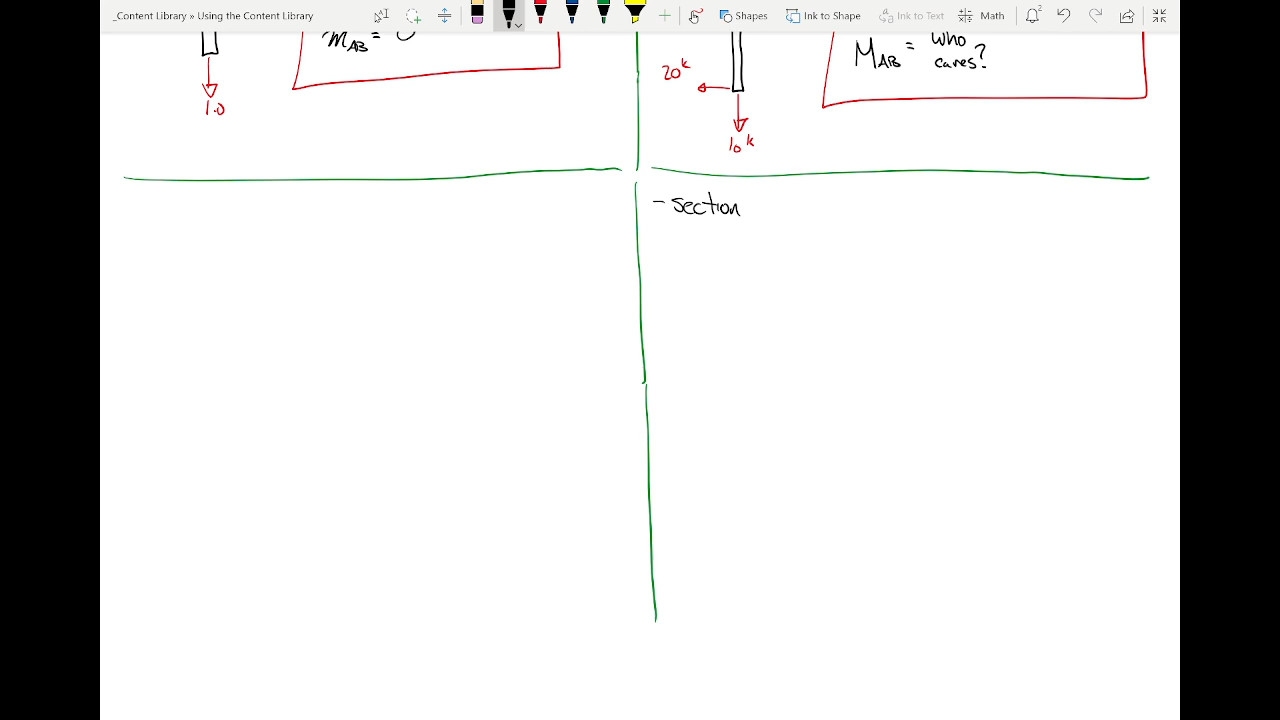 _Content Library » Using the Content Library
Shapes
Ink to Shape
Ink to Text
Math
2
m_AB = 0
1.0
20^k
10^k
M_AB = who
cares?
- section